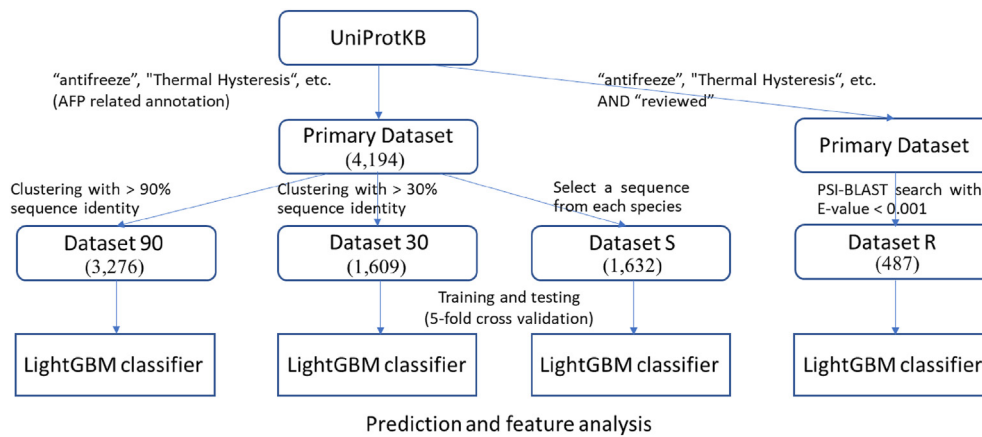 UniProtKB
“antifreeze”, "Thermal Hysteresis“, etc.
(AFP related annotation)
“antifreeze”, "Thermal Hysteresis“, etc.
AND “reviewed”
Primary Dataset
(4,194)
Primary Dataset
Clustering with > 90%
sequence identity
Clustering with > 30%
sequence identity
Select a sequence
from each species
PSI-BLAST search with
E-value < 0.001
Dataset 90
(3,276)
Dataset 30
(1,609)
Dataset S
(1,632)
Dataset R
(487)
Training and testing
(5-fold cross validation)
LightGBM classifier
LightGBM classifier
LightGBM classifier
LightGBM classifier
Prediction and feature analysis